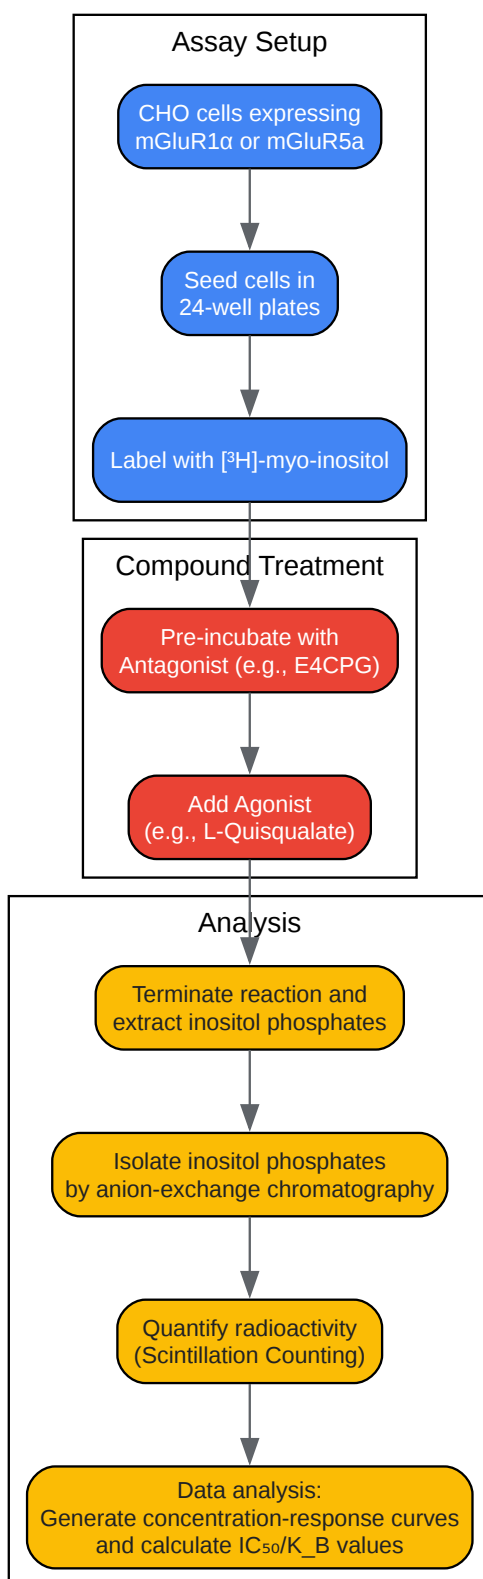 Assay Setup
CHO cells expressing
mGluR1α or mGluR5a
Seed cells in
24-well plates
Label with [³H]-myo-inositol
Compound Treatment
Pre-incubate with
Antagonist (e.g., E4CPG)
Add Agonist
(e.g., L-Quisqualate)
Analysis
Terminate reaction and
extract inositol phosphates
Isolate inositol phosphates
by anion-exchange chromatography
Quantify radioactivity
(Scintillation Counting)
Data analysis:
Generate concentration-response curves
and calculate IC₅₀/K_B values